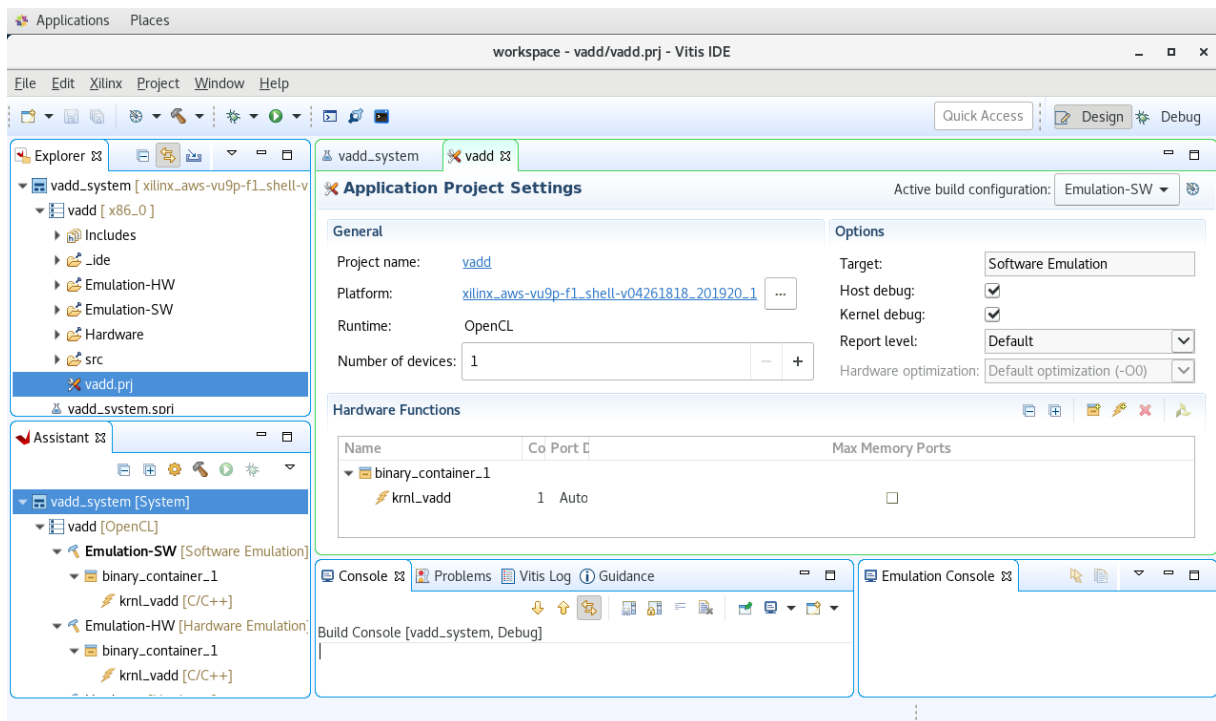 Applications Places
workspace - vadd/vadd.prj - Vitis IDE
File Edit Xilinx Project Window Help
Quick Access Design Debug
Explorer
vadd_system [ xilinx_aws-vu9p-f1_shell-v
vadd [ x86_0 ]
Includes
_ide
Emulation-HW
Emulation-SW
Hardware
src
vadd.prj
vadd_system.sprj
Assistant
vadd_system [System]
vadd [OpenCL]
Emulation-SW [Software Emulation]
binary_container_1
krnl_vadd [C/C++]
Emulation-HW [Hardware Emulation]
binary_container_1
krnl_vadd [C/C++]
vadd_system vadd
Application Project Settings
Active build configuration: Emulation-SW
General
Project name: vadd
Platform: xilinx_aws-vu9p-f1_shell-v04261818_201920_1 ...
Runtime: OpenCL
Number of devices: 1 − +
Options
Target: Software Emulation
Host debug:
Kernel debug:
Report level: Default
Hardware optimization: Default optimization (-O0)
Hardware Functions
Name Co Port D Max Memory Ports
binary_container_1
krnl_vadd 1 Auto
Console Problems Vitis Log Guidance
Build Console [vadd_system, Debug]
Emulation Console